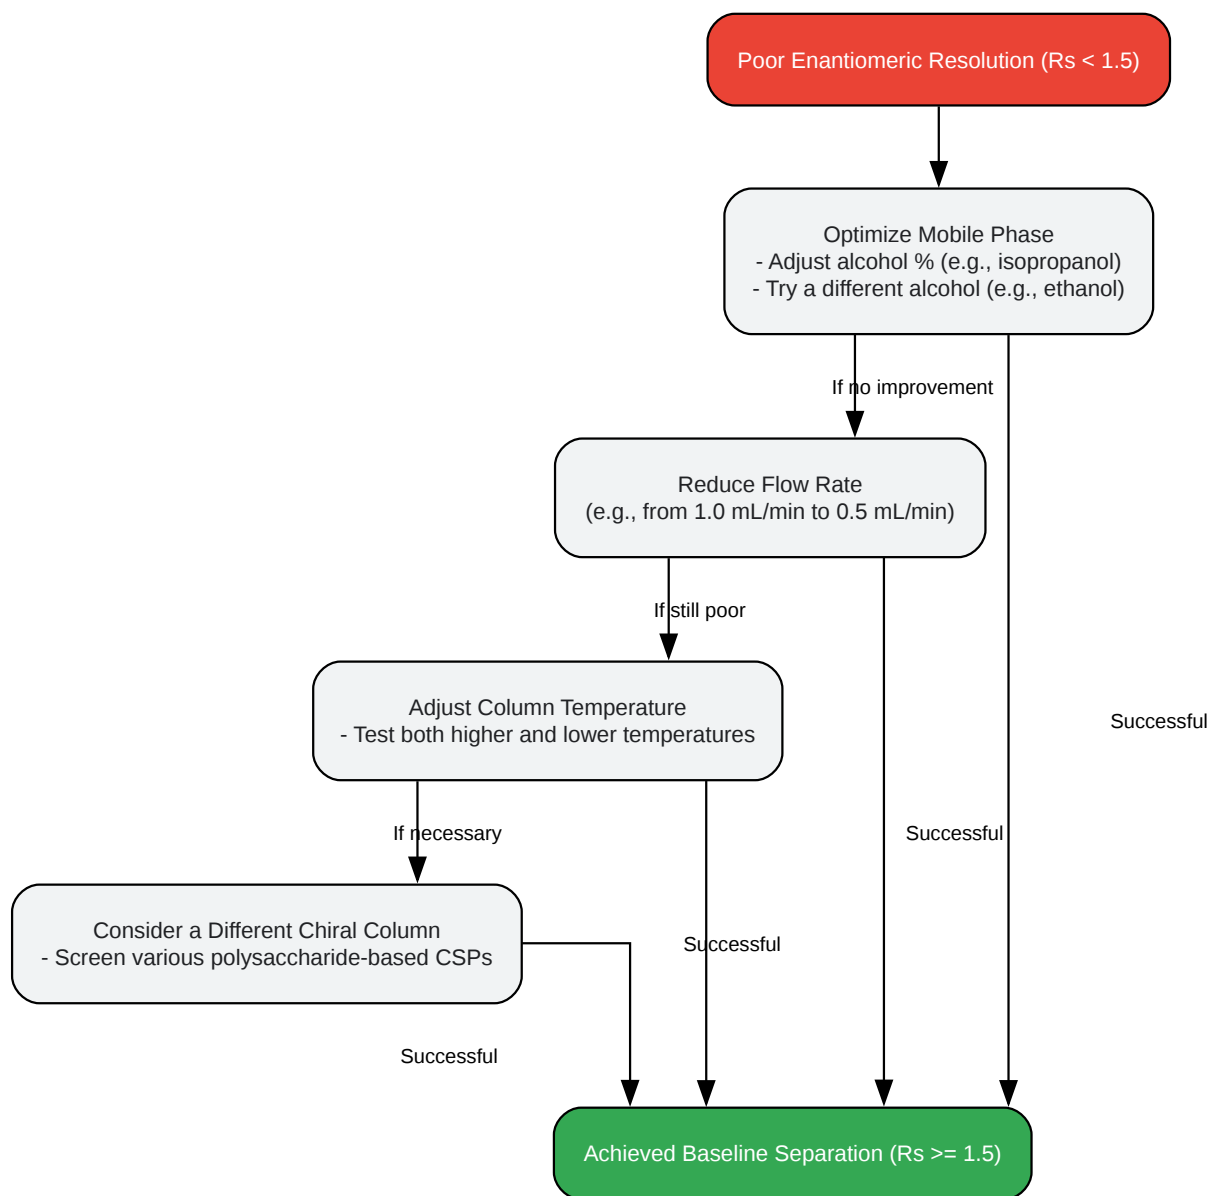 Poor Enantiomeric Resolution (Rs < 1.5)
Optimize Mobile Phase
- Adjust alcohol % (e.g., isopropanol)
- Try a different alcohol (e.g., ethanol)
If no improvement
Reduce Flow Rate
(e.g., from 1.0 mL/min to 0.5 mL/min)
If still poor
Adjust Column Temperature
- Test both higher and lower temperatures
Successful
If necessary
Successful
Consider a Different Chiral Column
- Screen various polysaccharide-based CSPs
Successful
Successful
Achieved Baseline Separation (Rs >= 1.5)